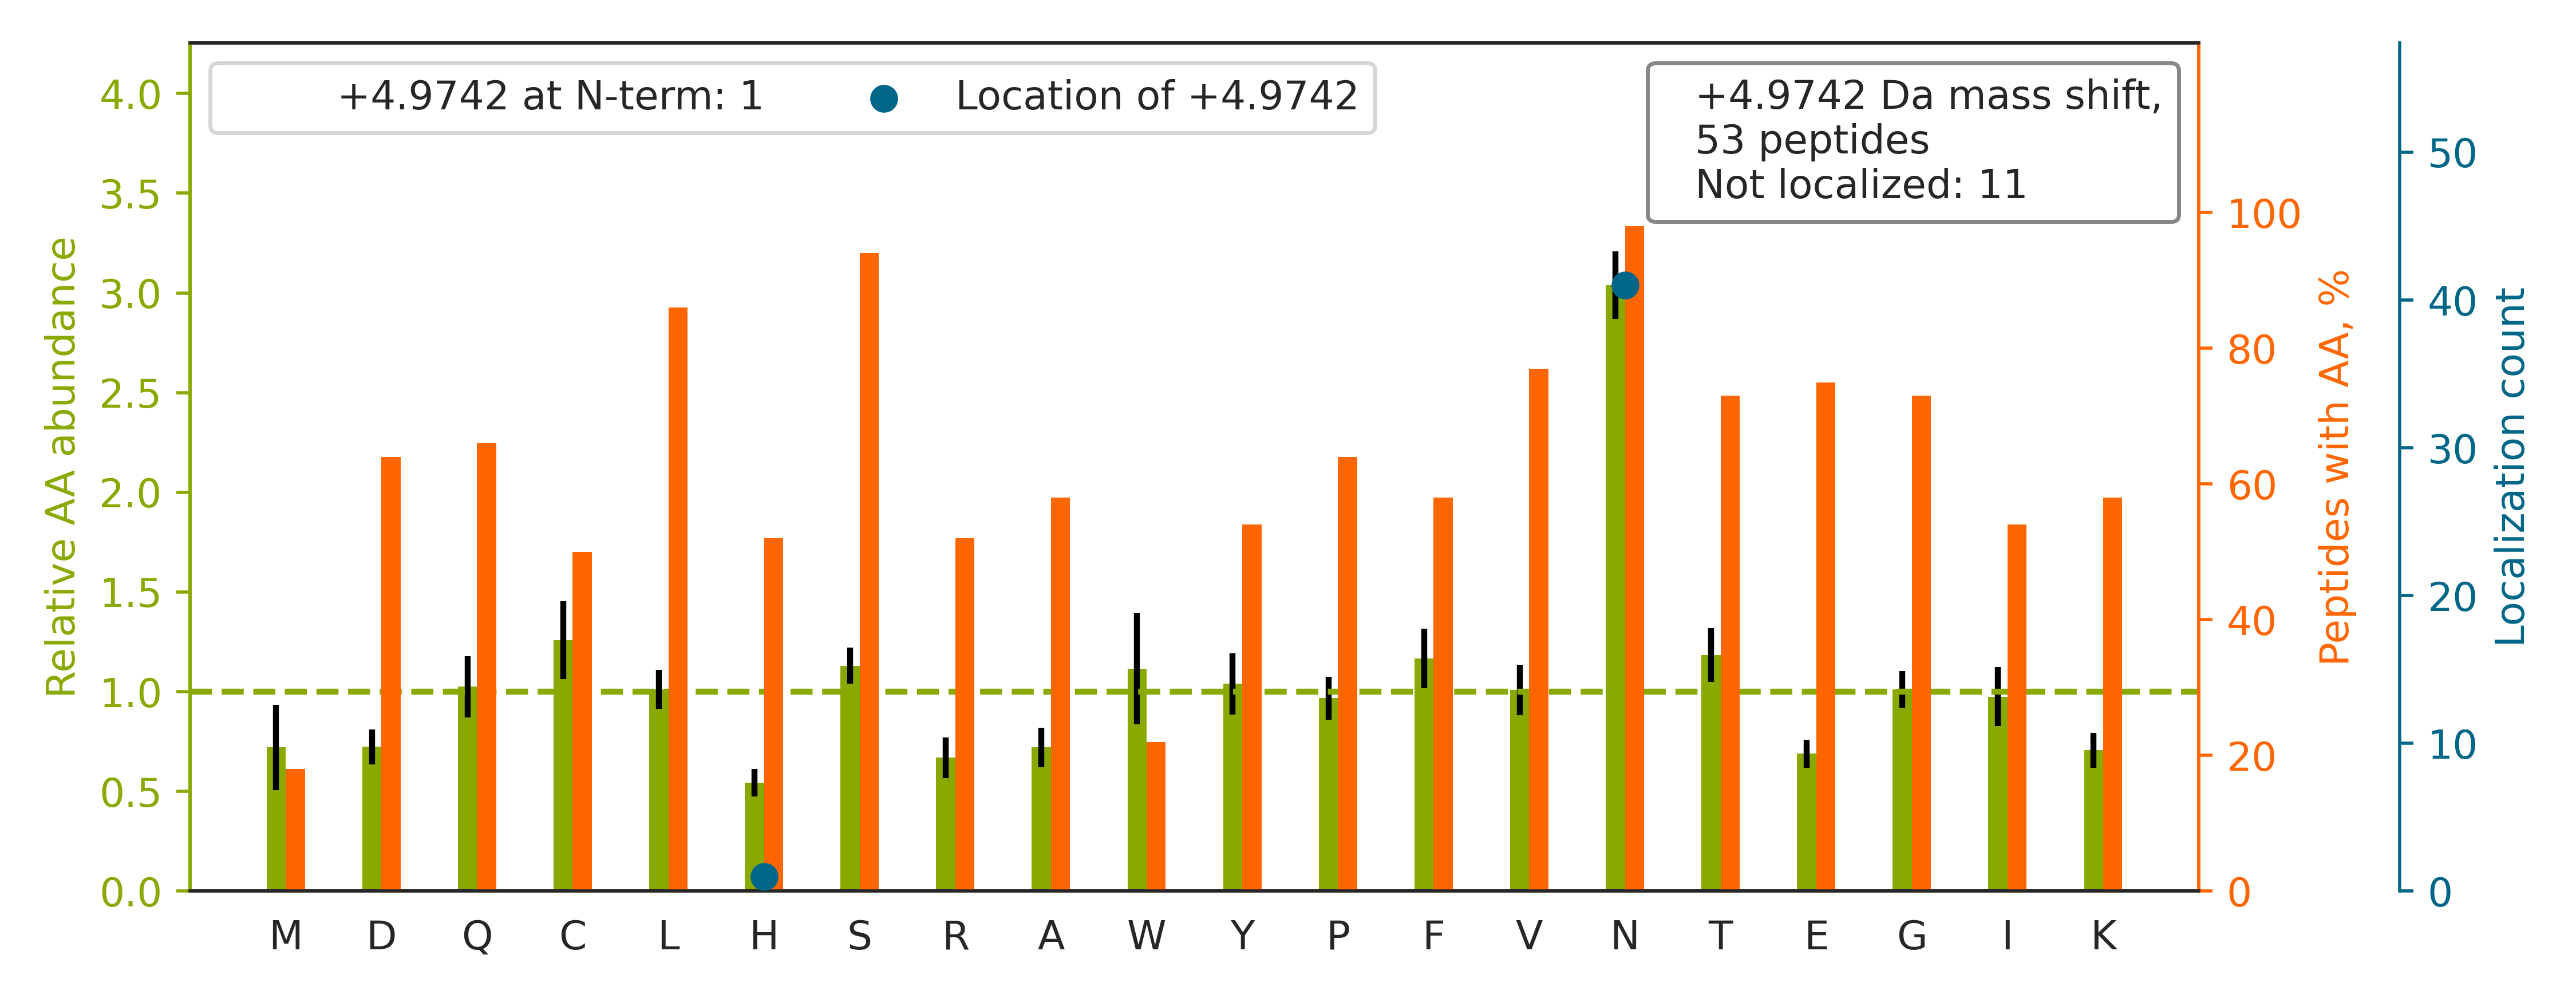 +4.9742 at N-term: 1
Location of +4.9742
+4.9742 Da mass shift,
53 peptides
Not localized: 11
Relative AA abundance
4.0
3.5
3.0
2.5
2.0
1.5
1.0
0.5
0.0
M D Q C L H S R A W Y P F V N T E G I K
100
80
60
40
20
0
Peptides with AA, %
50
40
30
20
10
0
Localization count